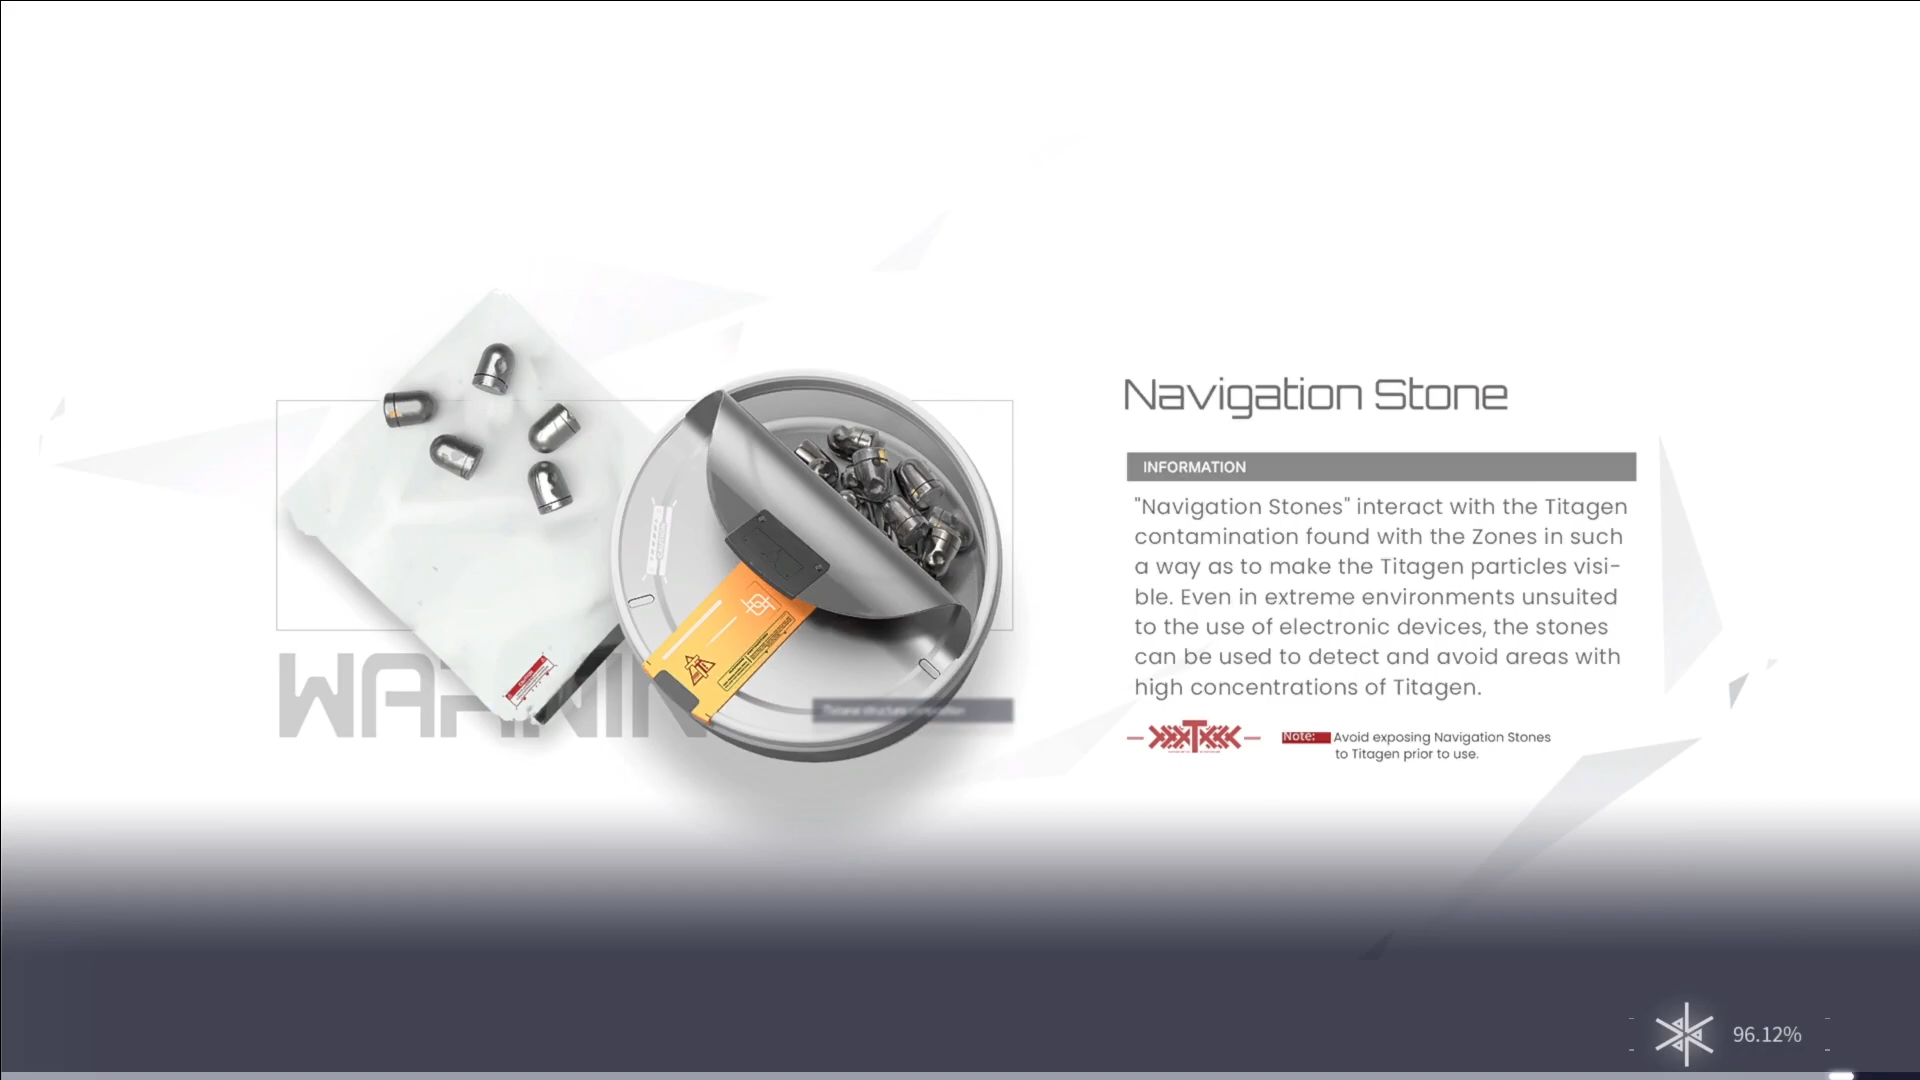 Navigation Stone
INFORMATION
"Navigation Stones" interact with the Titagen
contamination found with the Zones in such
a way as to make the Titagen particles visi-
ble. Even in extreme environments unsuited
to the use of electronic devices, the stones
can be used to detect and avoid areas with
high concentrations of Titagen.
Note: Avoid exposing Navigation Stones
to Titagen prior to use.
96.12%